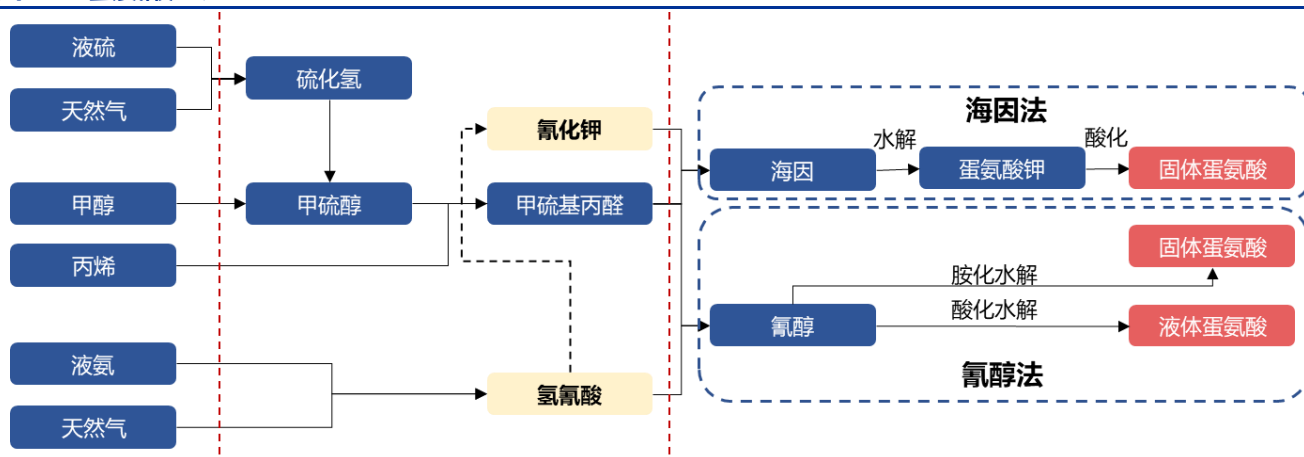 液硫
天然气
硫化氢
甲醇
甲硫醇
丙烯
液氨
天然气
氰化钾
甲硫基丙醛
氢氰酸
海因法
海因
水解
蛋氨酸钾
酸化
固体蛋氨酸
固体蛋氨酸
胺化水解
氰醇
酸化水解
液体蛋氨酸
氰醇法